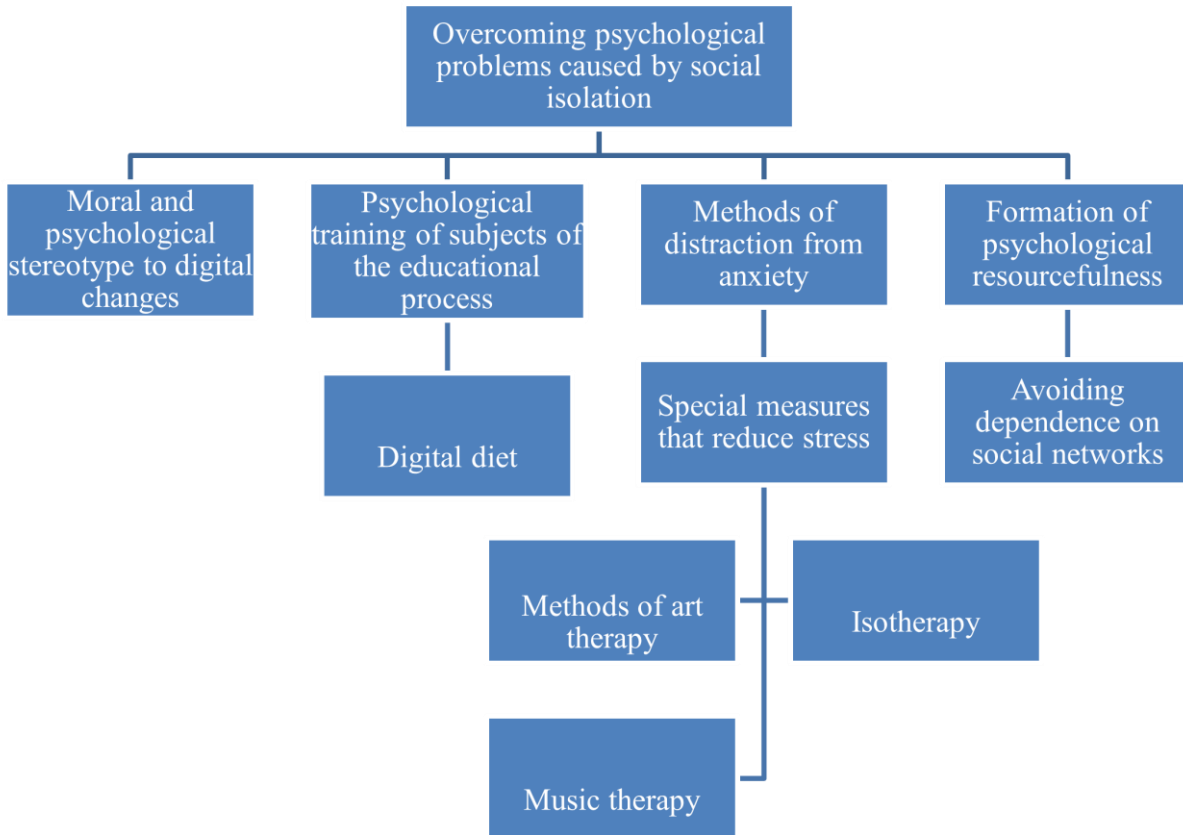 Overcoming psychological
problems caused by social
isolation
Moral and
psychological
stereotype to digital
changes
Psychological
training of subjects of
the educational
process
Methods of
distraction from
anxiety
Formation of
psychological
resourcefulness
Digital diet
Special measures
that reduce stress
Avoiding
dependence on
social networks
Methods of art
therapy
Isotherapy
Music therapy